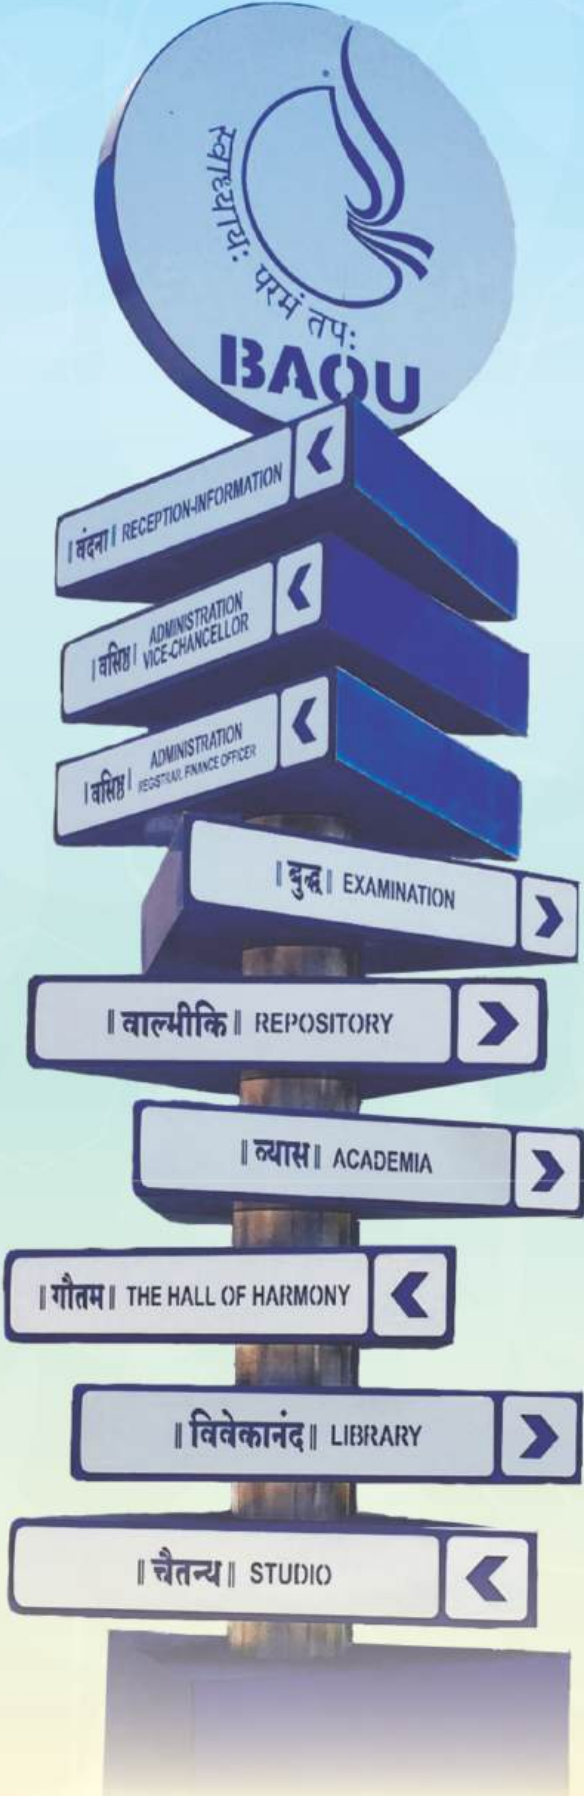 स्वाध्यायः परमं तपः
BAOU
॥ वंदना ॥ RECEPTION-INFORMATION
॥ वसिष्ठ ॥ ADMINISTRATION
VICE-CHANCELLOR
॥ वसिष्ठ ॥ ADMINISTRATION
REGISTRAR, FINANCE OFFICER
॥ बुद्ध ॥ EXAMINATION
॥ वाल्मीकि ॥ REPOSITORY
॥ व्यास ॥ ACADEMIA
॥ गौतम ॥ THE HALL OF HARMONY
॥ विवेकानंद ॥ LIBRARY
॥ चैतन्य ॥ STUDIO